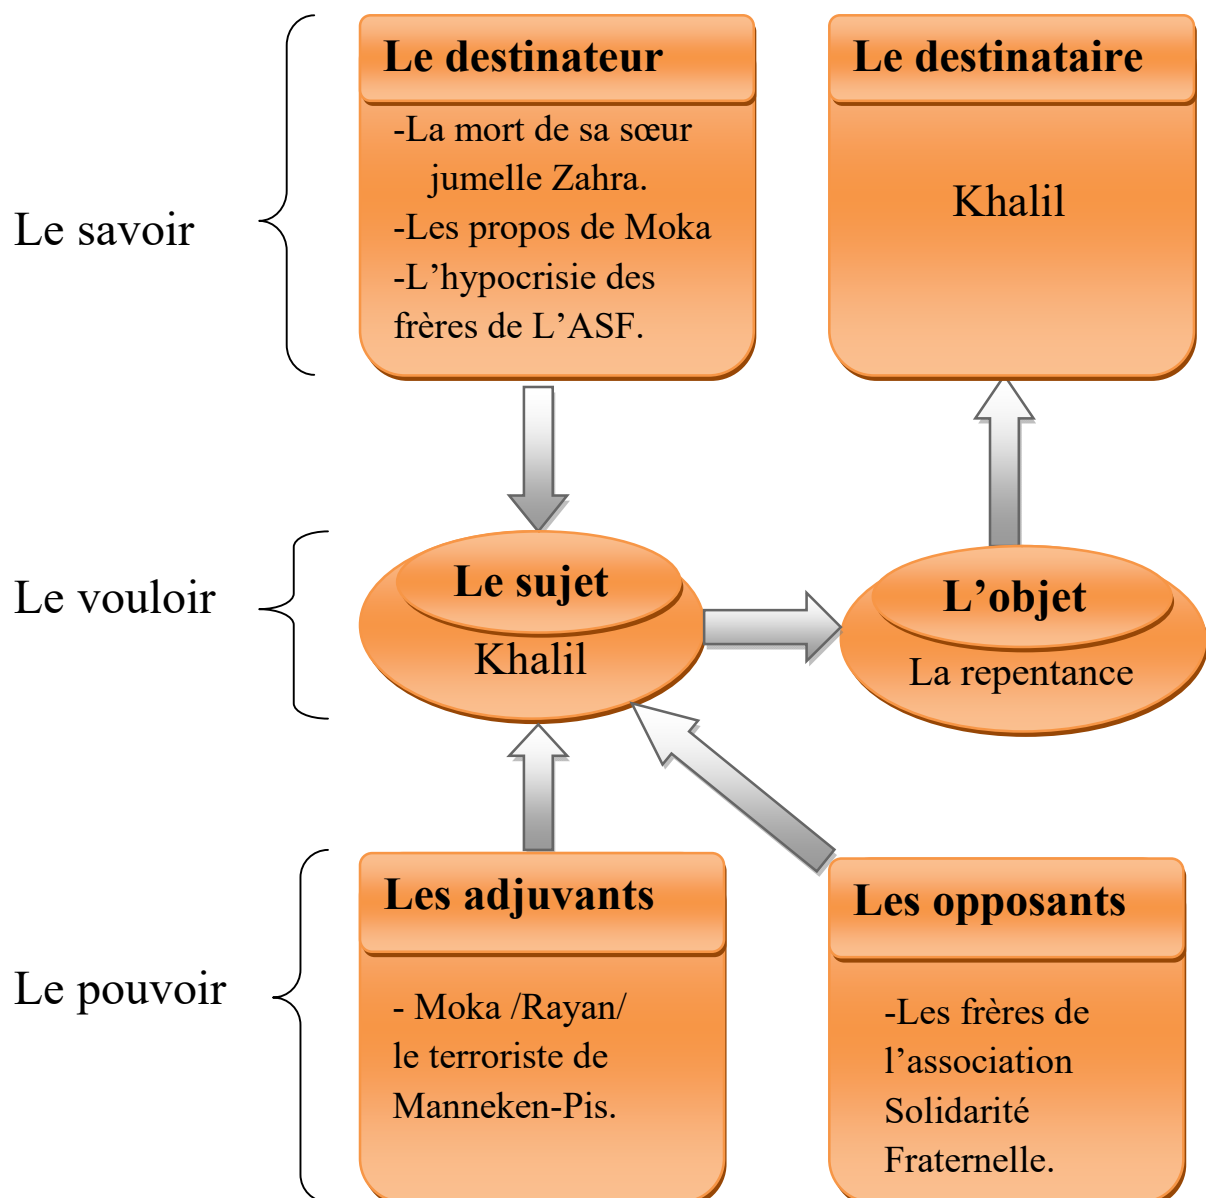 Le savoir
Le destinateur
-La mort de sa sœur
jumelle Zahra.
-Les propos de Moka
-L’hypocrisie des
frères de L’ASF.
Le destinataire
Khalil
Le vouloir
Le sujet
Khalil
L’objet
La repentance
Le pouvoir
Les adjuvants
- Moka /Rayan/
le terroriste de
Manneken-Pis.
Les opposants
-Les frères de
l’association
Solidarité
Fraternelle.